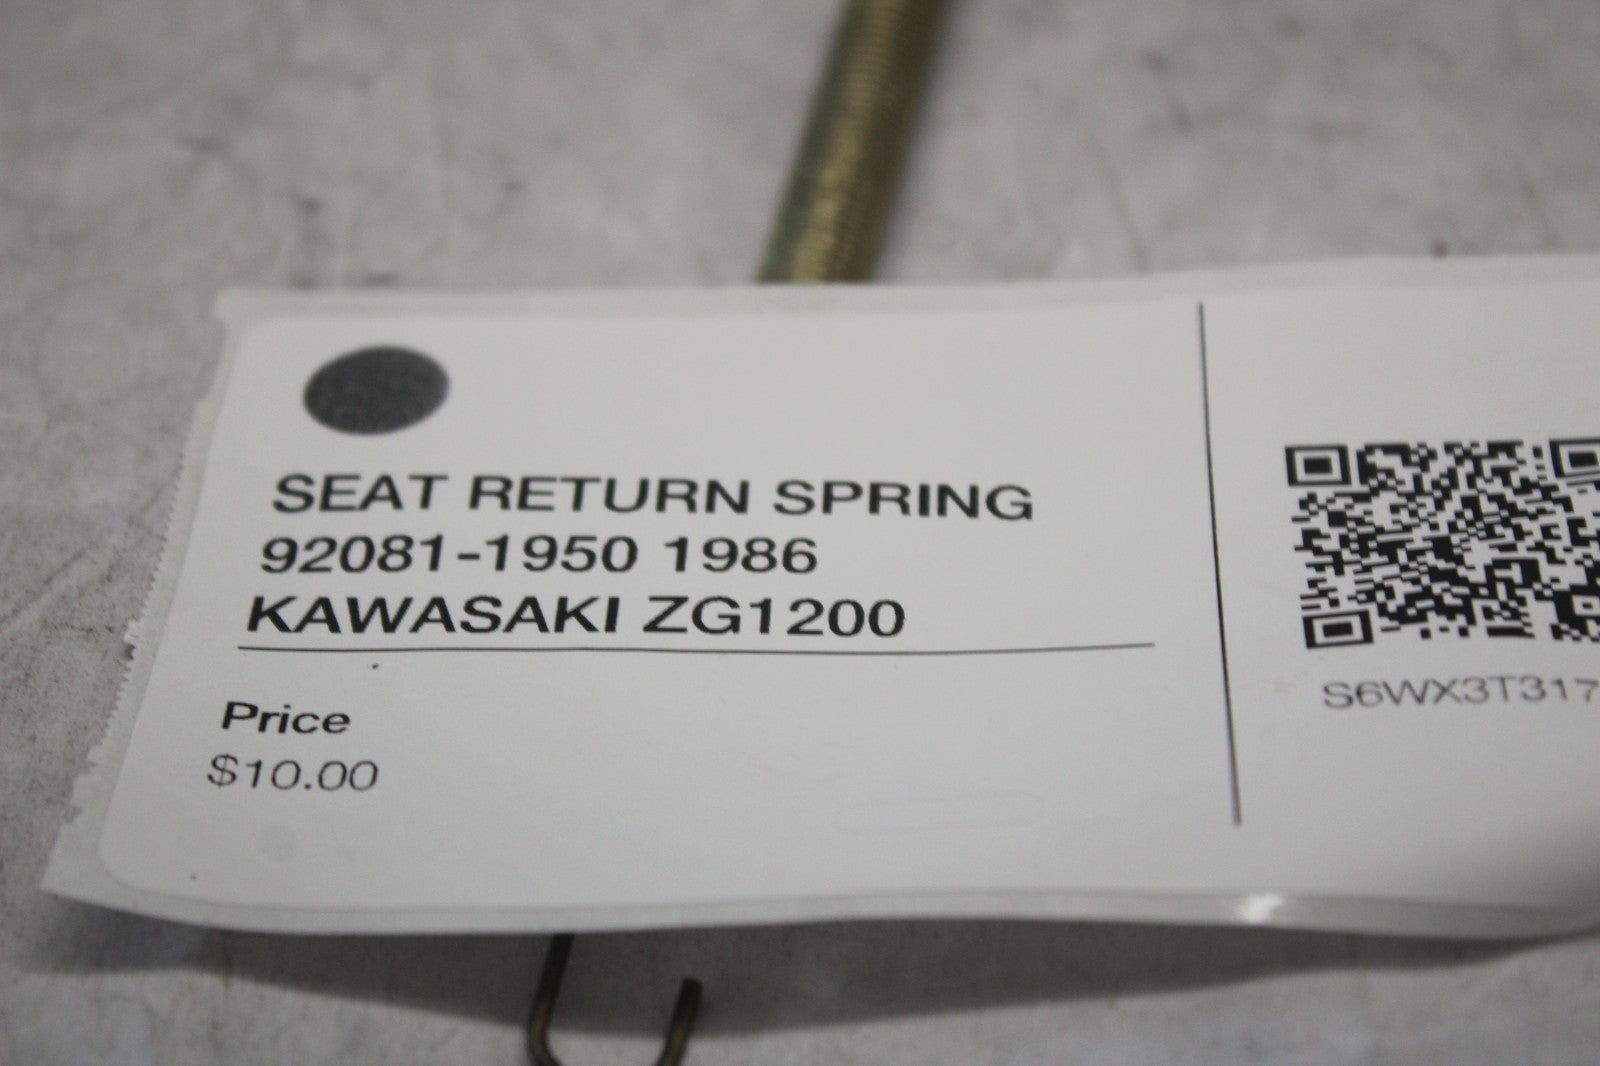 SEAT RETURN SPRING
92081-1950 1986
KAWASAKI ZG1200
Price
$10.00
S6WX3T317